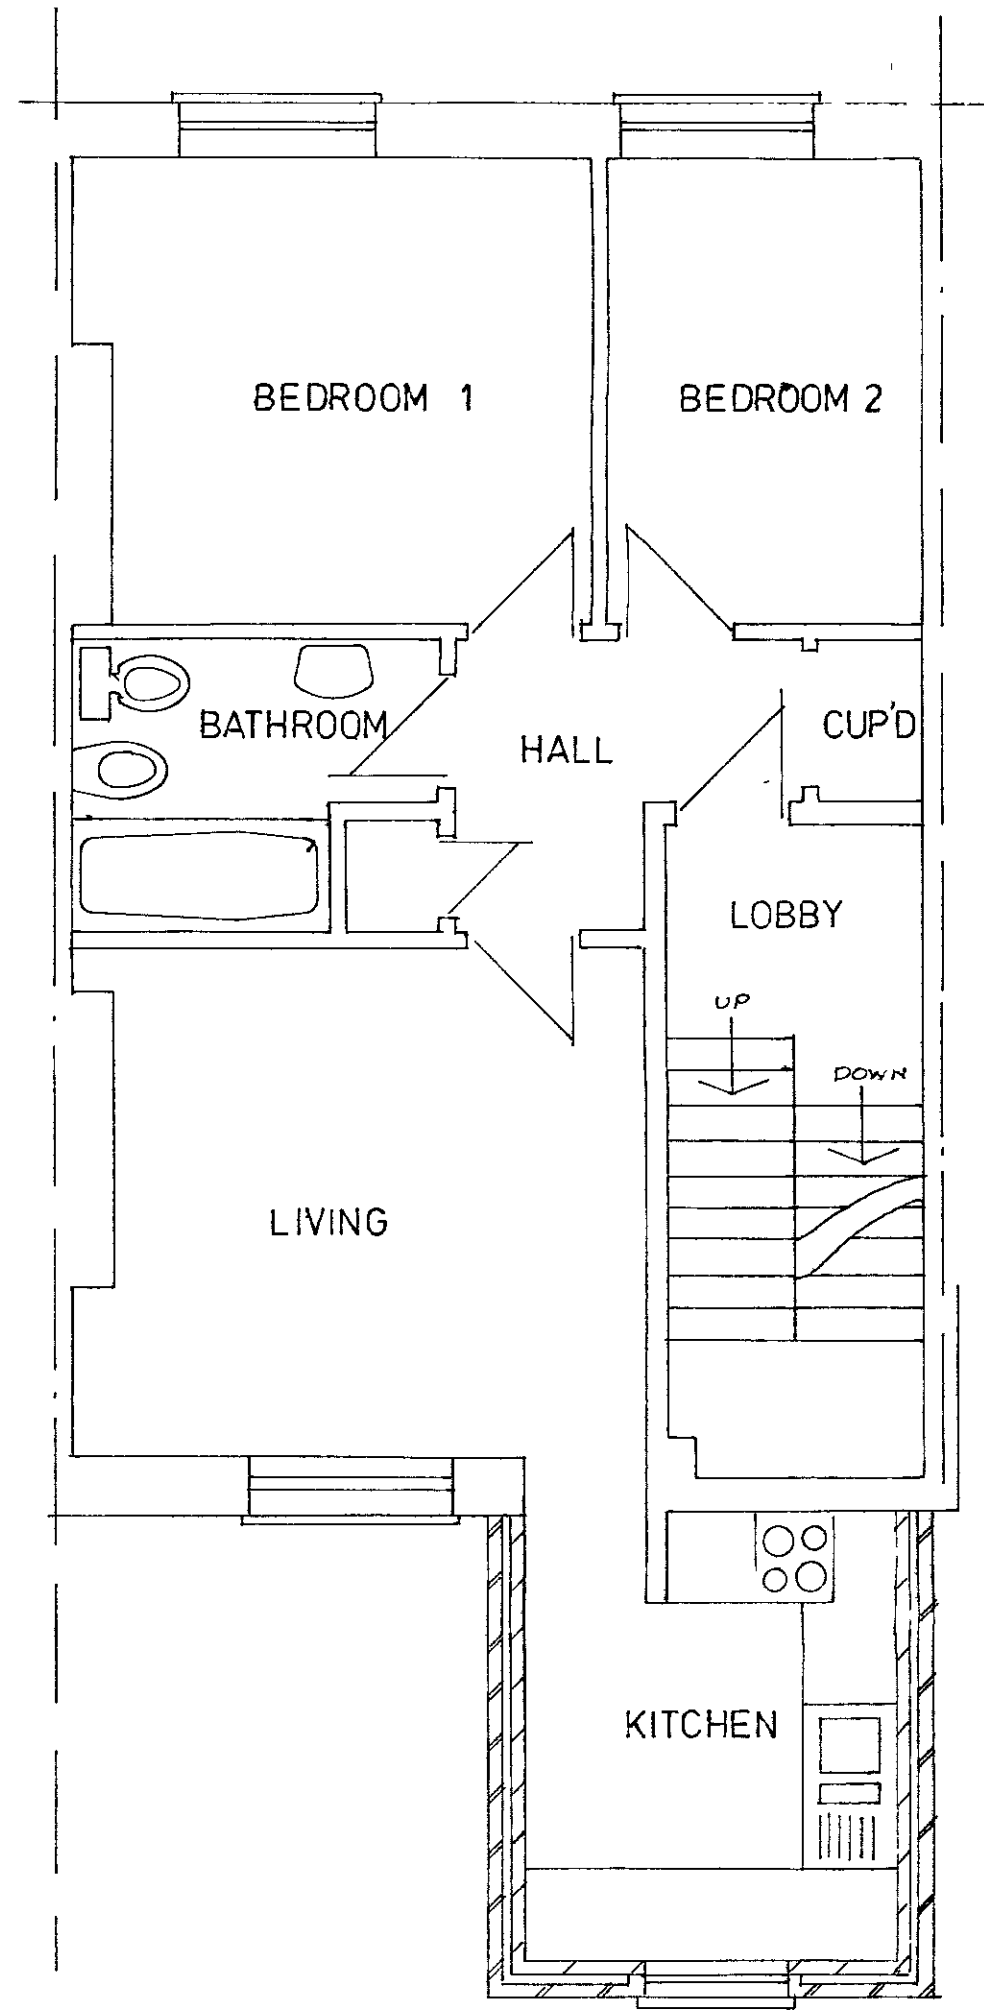 BEDROOM 1
BEDROOM 2
BATHROOM
HALL
CUP'D
LOBBY
UP
DOWN
LIVING
KITCHEN